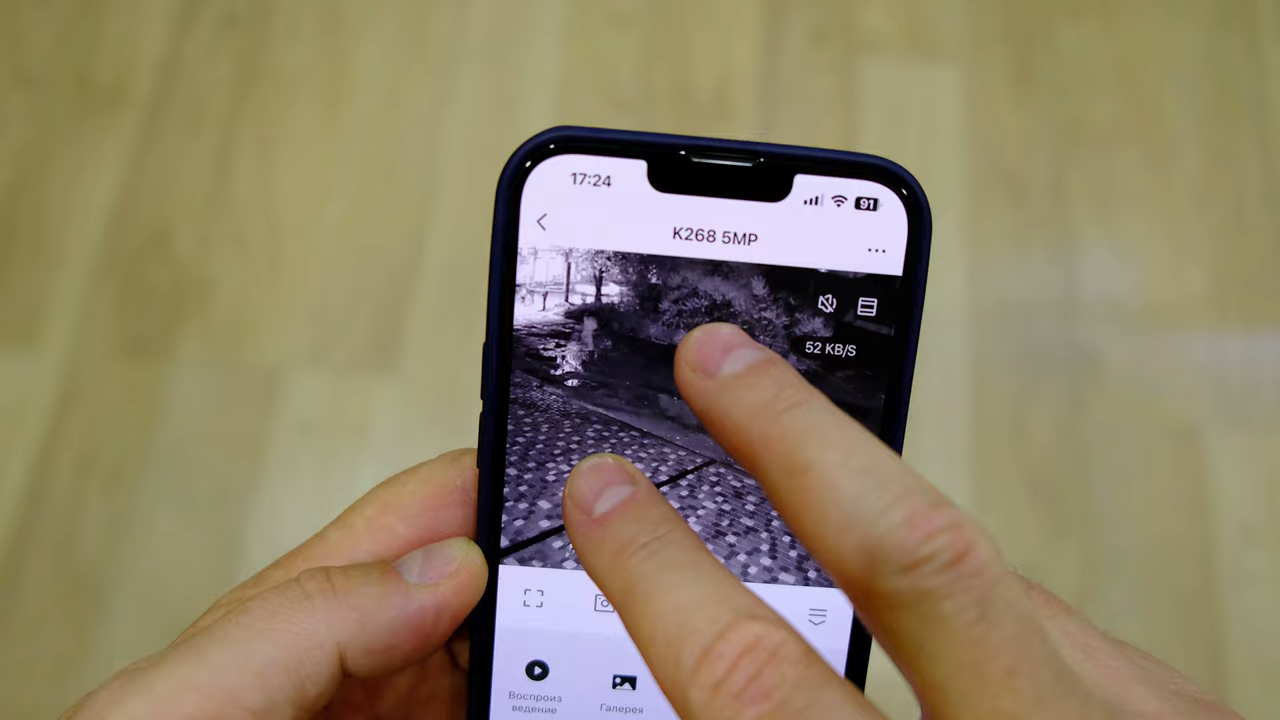 17:24
91
K268 5MP
52 KB/S
Воспроиз
ведение
Галерея